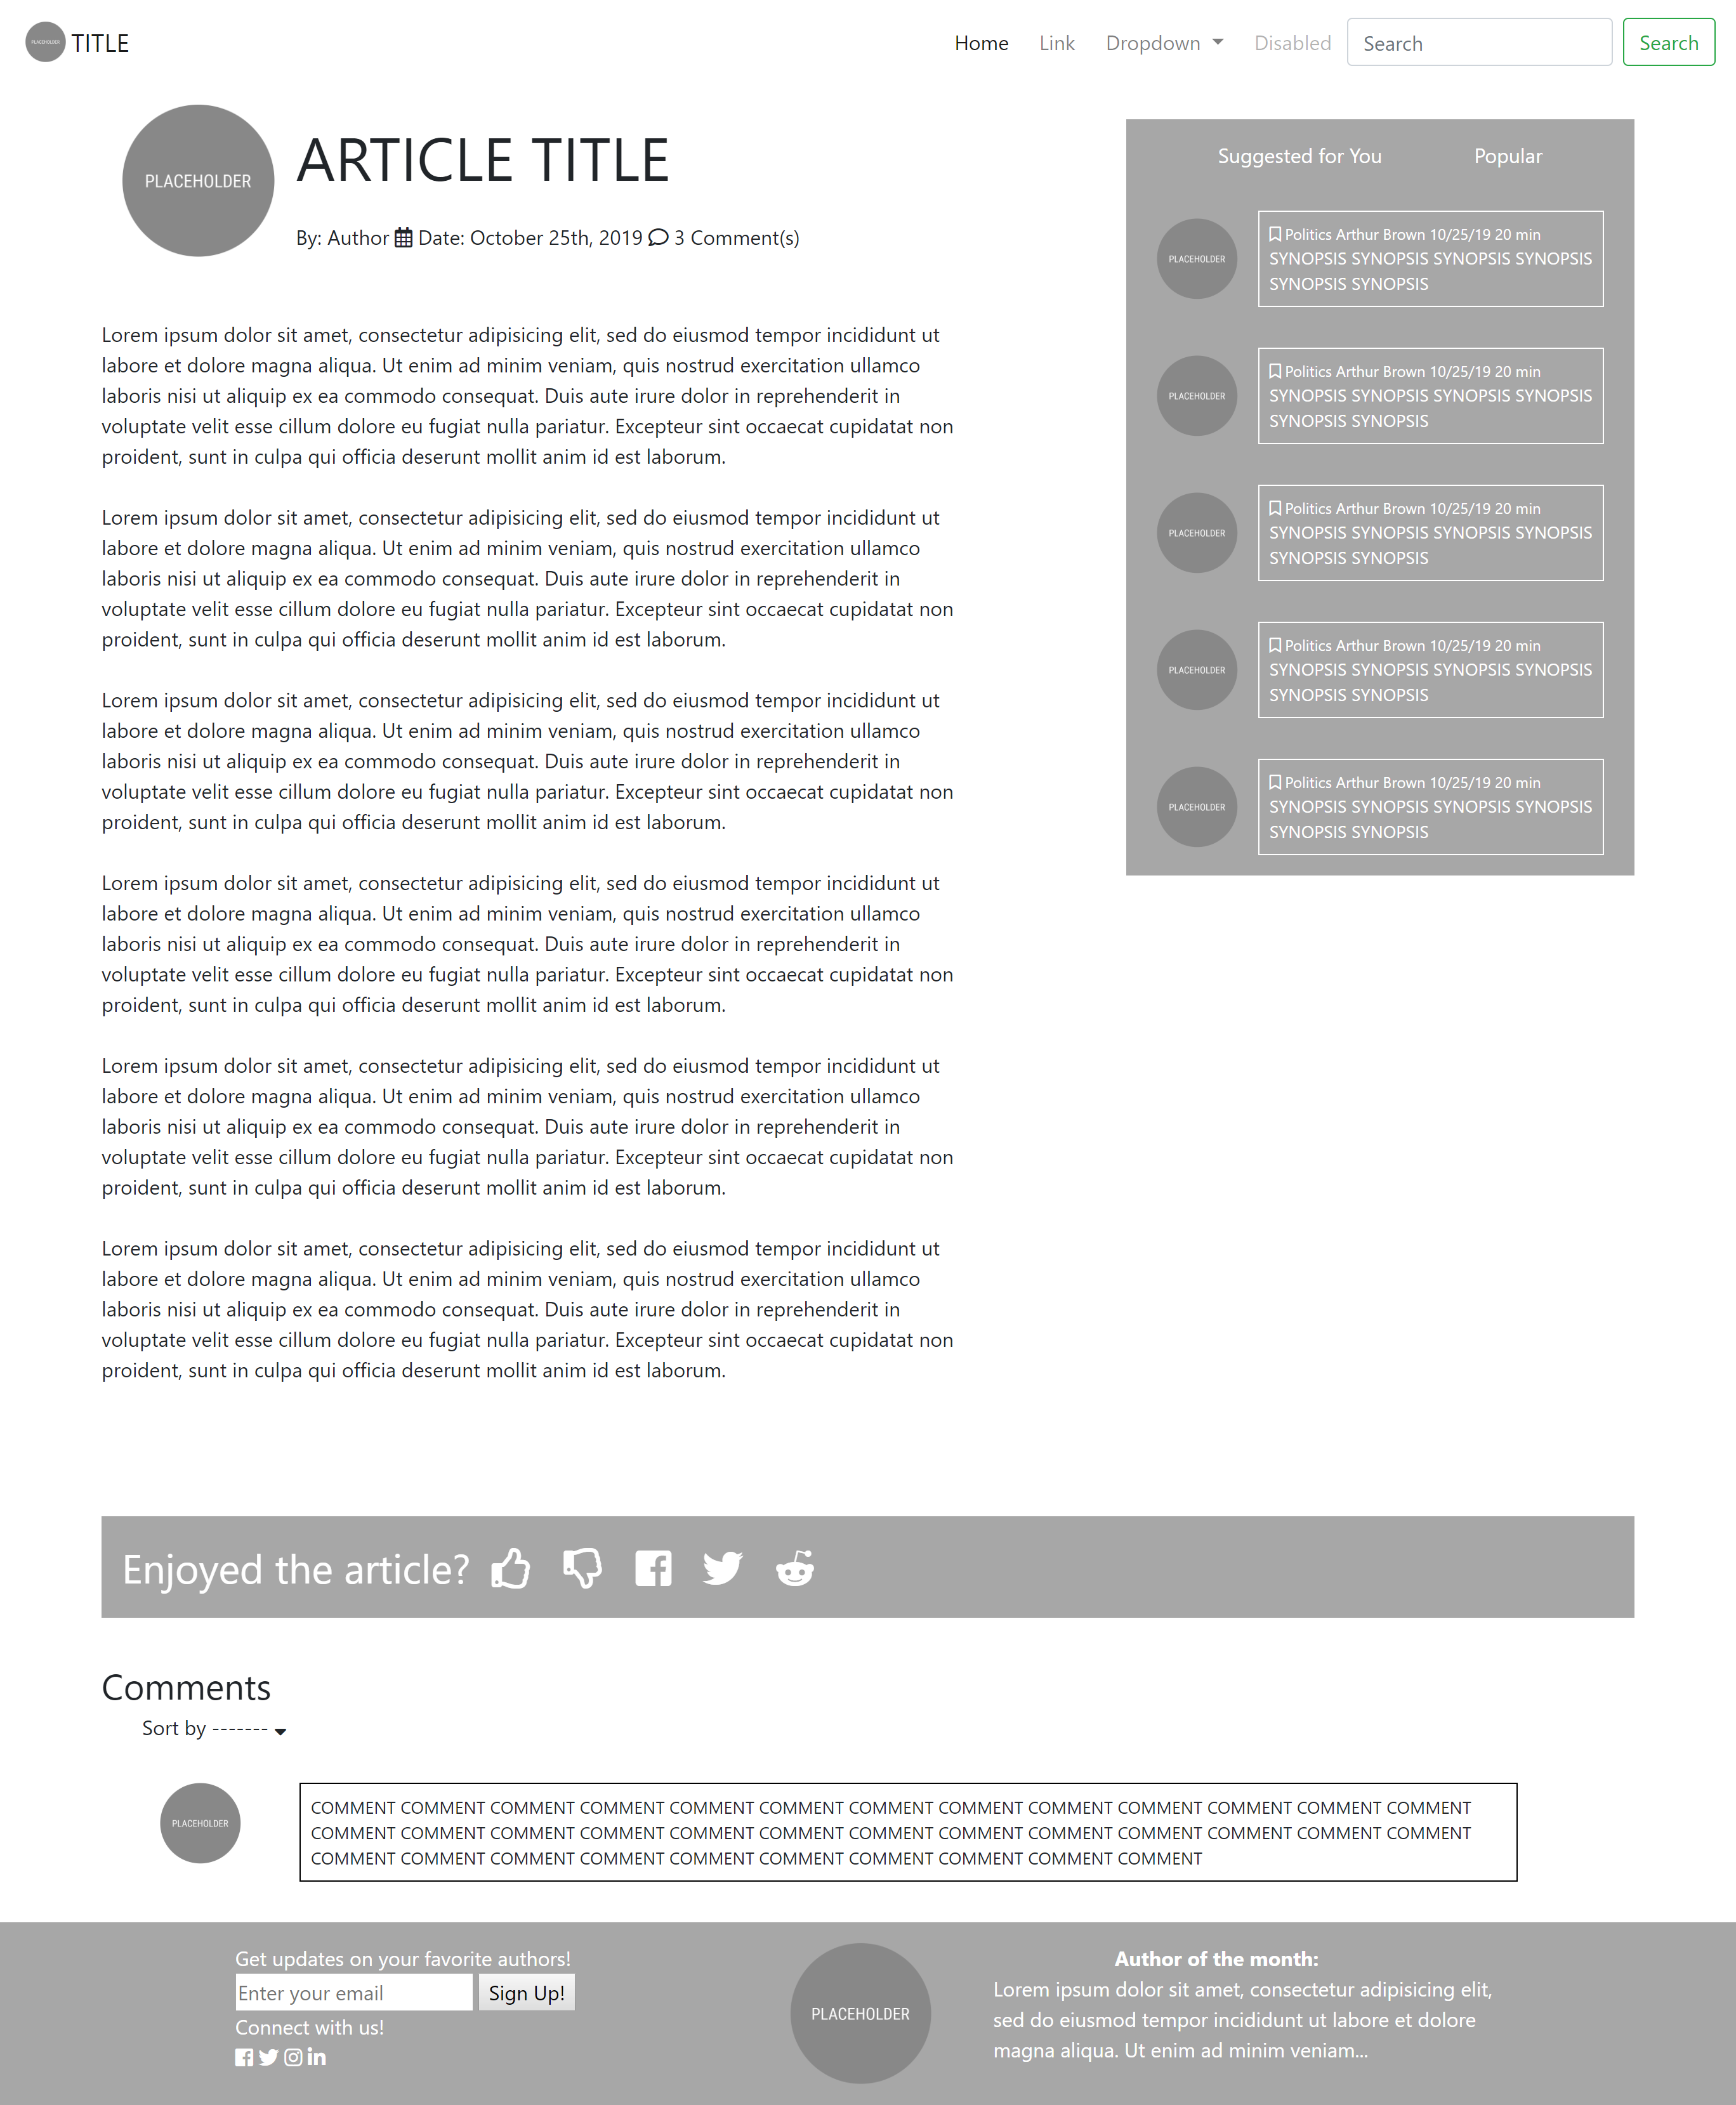 PLACEHOLDER TITLE
Home Link Dropdown Disabled Search Search
PLACEHOLDER
ARTICLE TITLE
By: Author Date: October 25th, 2019 3 Comment(s)
Lorem ipsum dolor sit amet, consectetur adipisicing elit, sed do eiusmod tempor incididunt ut
labore et dolore magna aliqua. Ut enim ad minim veniam, quis nostrud exercitation ullamco
laboris nisi ut aliquip ex ea commodo consequat. Duis aute irure dolor in reprehenderit in
voluptate velit esse cillum dolore eu fugiat nulla pariatur. Excepteur sint occaecat cupidatat non
proident, sunt in culpa qui officia deserunt mollit anim id est laborum.
Lorem ipsum dolor sit amet, consectetur adipisicing elit, sed do eiusmod tempor incididunt ut
labore et dolore magna aliqua. Ut enim ad minim veniam, quis nostrud exercitation ullamco
laboris nisi ut aliquip ex ea commodo consequat. Duis aute irure dolor in reprehenderit in
voluptate velit esse cillum dolore eu fugiat nulla pariatur. Excepteur sint occaecat cupidatat non
proident, sunt in culpa qui officia deserunt mollit anim id est laborum.
Lorem ipsum dolor sit amet, consectetur adipisicing elit, sed do eiusmod tempor incididunt ut
labore et dolore magna aliqua. Ut enim ad minim veniam, quis nostrud exercitation ullamco
laboris nisi ut aliquip ex ea commodo consequat. Duis aute irure dolor in reprehenderit in
voluptate velit esse cillum dolore eu fugiat nulla pariatur. Excepteur sint occaecat cupidatat non
proident, sunt in culpa qui officia deserunt mollit anim id est laborum.
Lorem ipsum dolor sit amet, consectetur adipisicing elit, sed do eiusmod tempor incididunt ut
labore et dolore magna aliqua. Ut enim ad minim veniam, quis nostrud exercitation ullamco
laboris nisi ut aliquip ex ea commodo consequat. Duis aute irure dolor in reprehenderit in
voluptate velit esse cillum dolore eu fugiat nulla pariatur. Excepteur sint occaecat cupidatat non
proident, sunt in culpa qui officia deserunt mollit anim id est laborum.
Lorem ipsum dolor sit amet, consectetur adipisicing elit, sed do eiusmod tempor incididunt ut
labore et dolore magna aliqua. Ut enim ad minim veniam, quis nostrud exercitation ullamco
laboris nisi ut aliquip ex ea commodo consequat. Duis aute irure dolor in reprehenderit in
voluptate velit esse cillum dolore eu fugiat nulla pariatur. Excepteur sint occaecat cupidatat non
proident, sunt in culpa qui officia deserunt mollit anim id est laborum.
Lorem ipsum dolor sit amet, consectetur adipisicing elit, sed do eiusmod tempor incididunt ut
labore et dolore magna aliqua. Ut enim ad minim veniam, quis nostrud exercitation ullamco
laboris nisi ut aliquip ex ea commodo consequat. Duis aute irure dolor in reprehenderit in
voluptate velit esse cillum dolore eu fugiat nulla pariatur. Excepteur sint occaecat cupidatat non
proident, sunt in culpa qui officia deserunt mollit anim id est laborum.
Suggested for You Popular
PLACEHOLDER
Politics Arthur Brown 10/25/19 20 min
SYNOPSIS SYNOPSIS SYNOPSIS SYNOPSIS
SYNOPSIS SYNOPSIS
PLACEHOLDER
Politics Arthur Brown 10/25/19 20 min
SYNOPSIS SYNOPSIS SYNOPSIS SYNOPSIS
SYNOPSIS SYNOPSIS
PLACEHOLDER
Politics Arthur Brown 10/25/19 20 min
SYNOPSIS SYNOPSIS SYNOPSIS SYNOPSIS
SYNOPSIS SYNOPSIS
PLACEHOLDER
Politics Arthur Brown 10/25/19 20 min
SYNOPSIS SYNOPSIS SYNOPSIS SYNOPSIS
SYNOPSIS SYNOPSIS
PLACEHOLDER
Politics Arthur Brown 10/25/19 20 min
SYNOPSIS SYNOPSIS SYNOPSIS SYNOPSIS
SYNOPSIS SYNOPSIS
Enjoyed the article?
Comments
Sort by -------
PLACEHOLDER
COMMENT COMMENT COMMENT COMMENT COMMENT COMMENT COMMENT COMMENT COMMENT COMMENT COMMENT COMMENT COMMENT
COMMENT COMMENT COMMENT COMMENT COMMENT COMMENT COMMENT COMMENT COMMENT COMMENT COMMENT COMMENT COMMENT
COMMENT COMMENT COMMENT COMMENT COMMENT COMMENT COMMENT COMMENT COMMENT COMMENT
Get updates on your favorite authors!
Enter your email Sign Up!
Connect with us!
PLACEHOLDER
Author of the month:
Lorem ipsum dolor sit amet, consectetur adipisicing elit,
sed do eiusmod tempor incididunt ut labore et dolore
magna aliqua. Ut enim ad minim veniam...